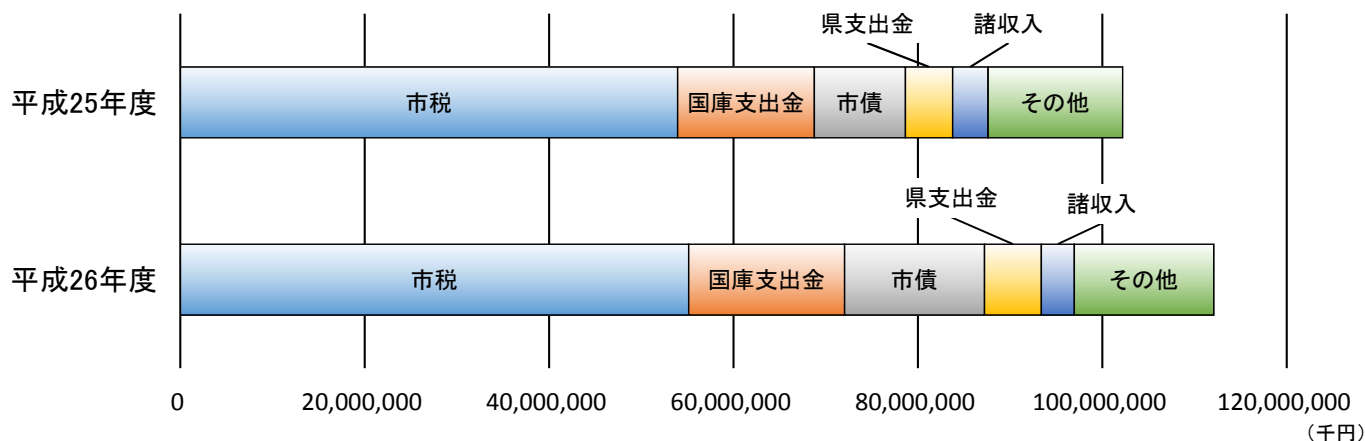 県支出金 諸収入
平成25年度 市税 国庫支出金 市債 その他
県支出金 諸収入
平成26年度 市税 国庫支出金 市債 その他
0 20,000,000 40,000,000 60,000,000 80,000,000 100,000,000 120,000,000
（千円）